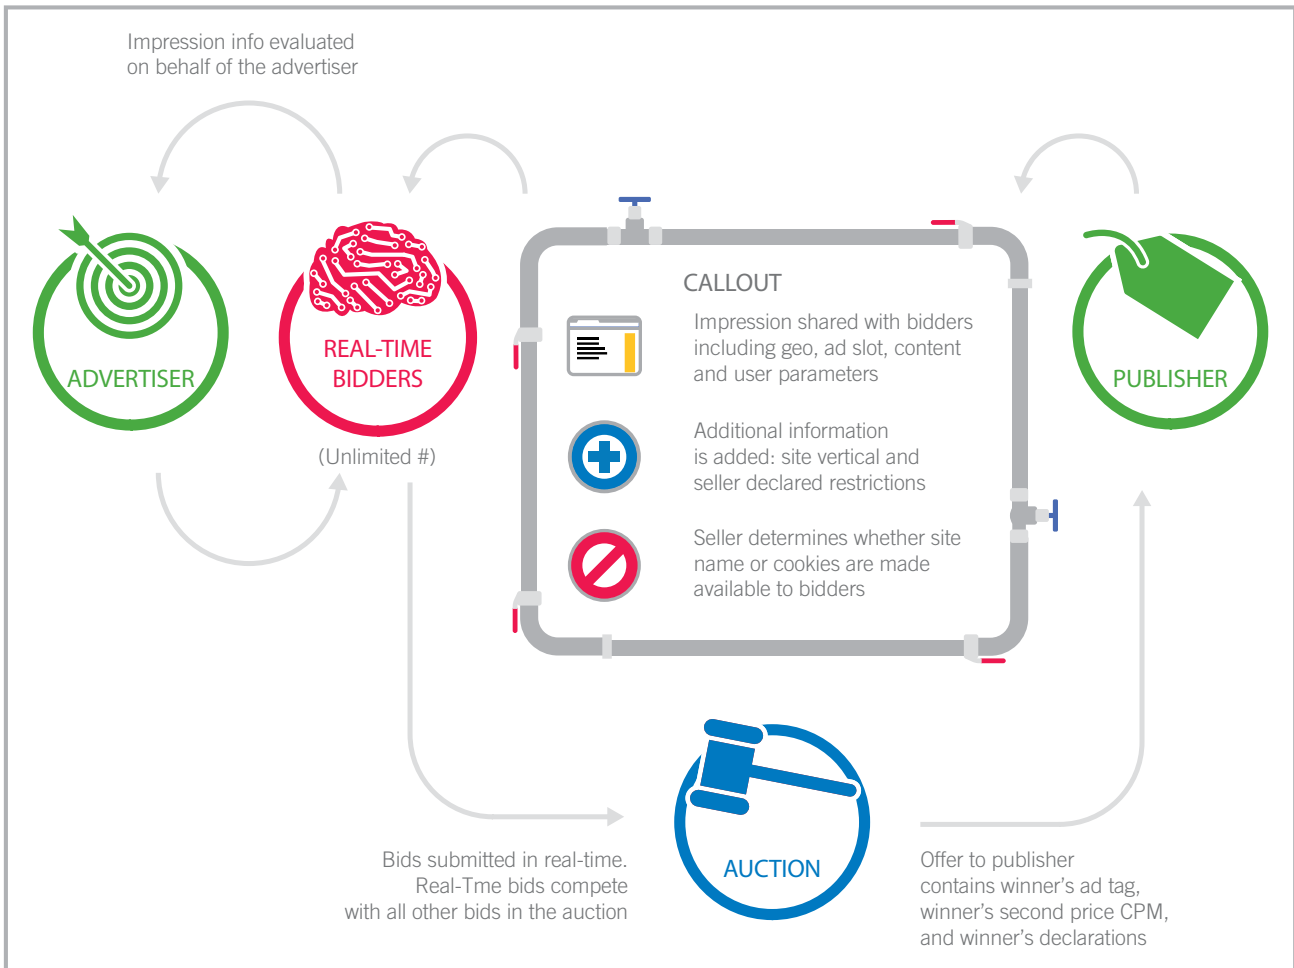 Impression info evaluated
on behalf of the advertiser
ADVERTISER
REAL-TIME
BIDDERS
(Unlimited #)
CALLOUT
Impression shared with bidders
including geo, ad slot, content
and user parameters
Additional information
is added: site vertical and
seller declared restrictions
Seller determines whether site
name or cookies are made
available to bidders
PUBLISHER
Bids submitted in real-time.
Real-Tme bids compete
with all other bids in the auction
AUCTION
Offer to publisher
contains winner’s ad tag,
winner’s second price CPM,
and winner’s declarations